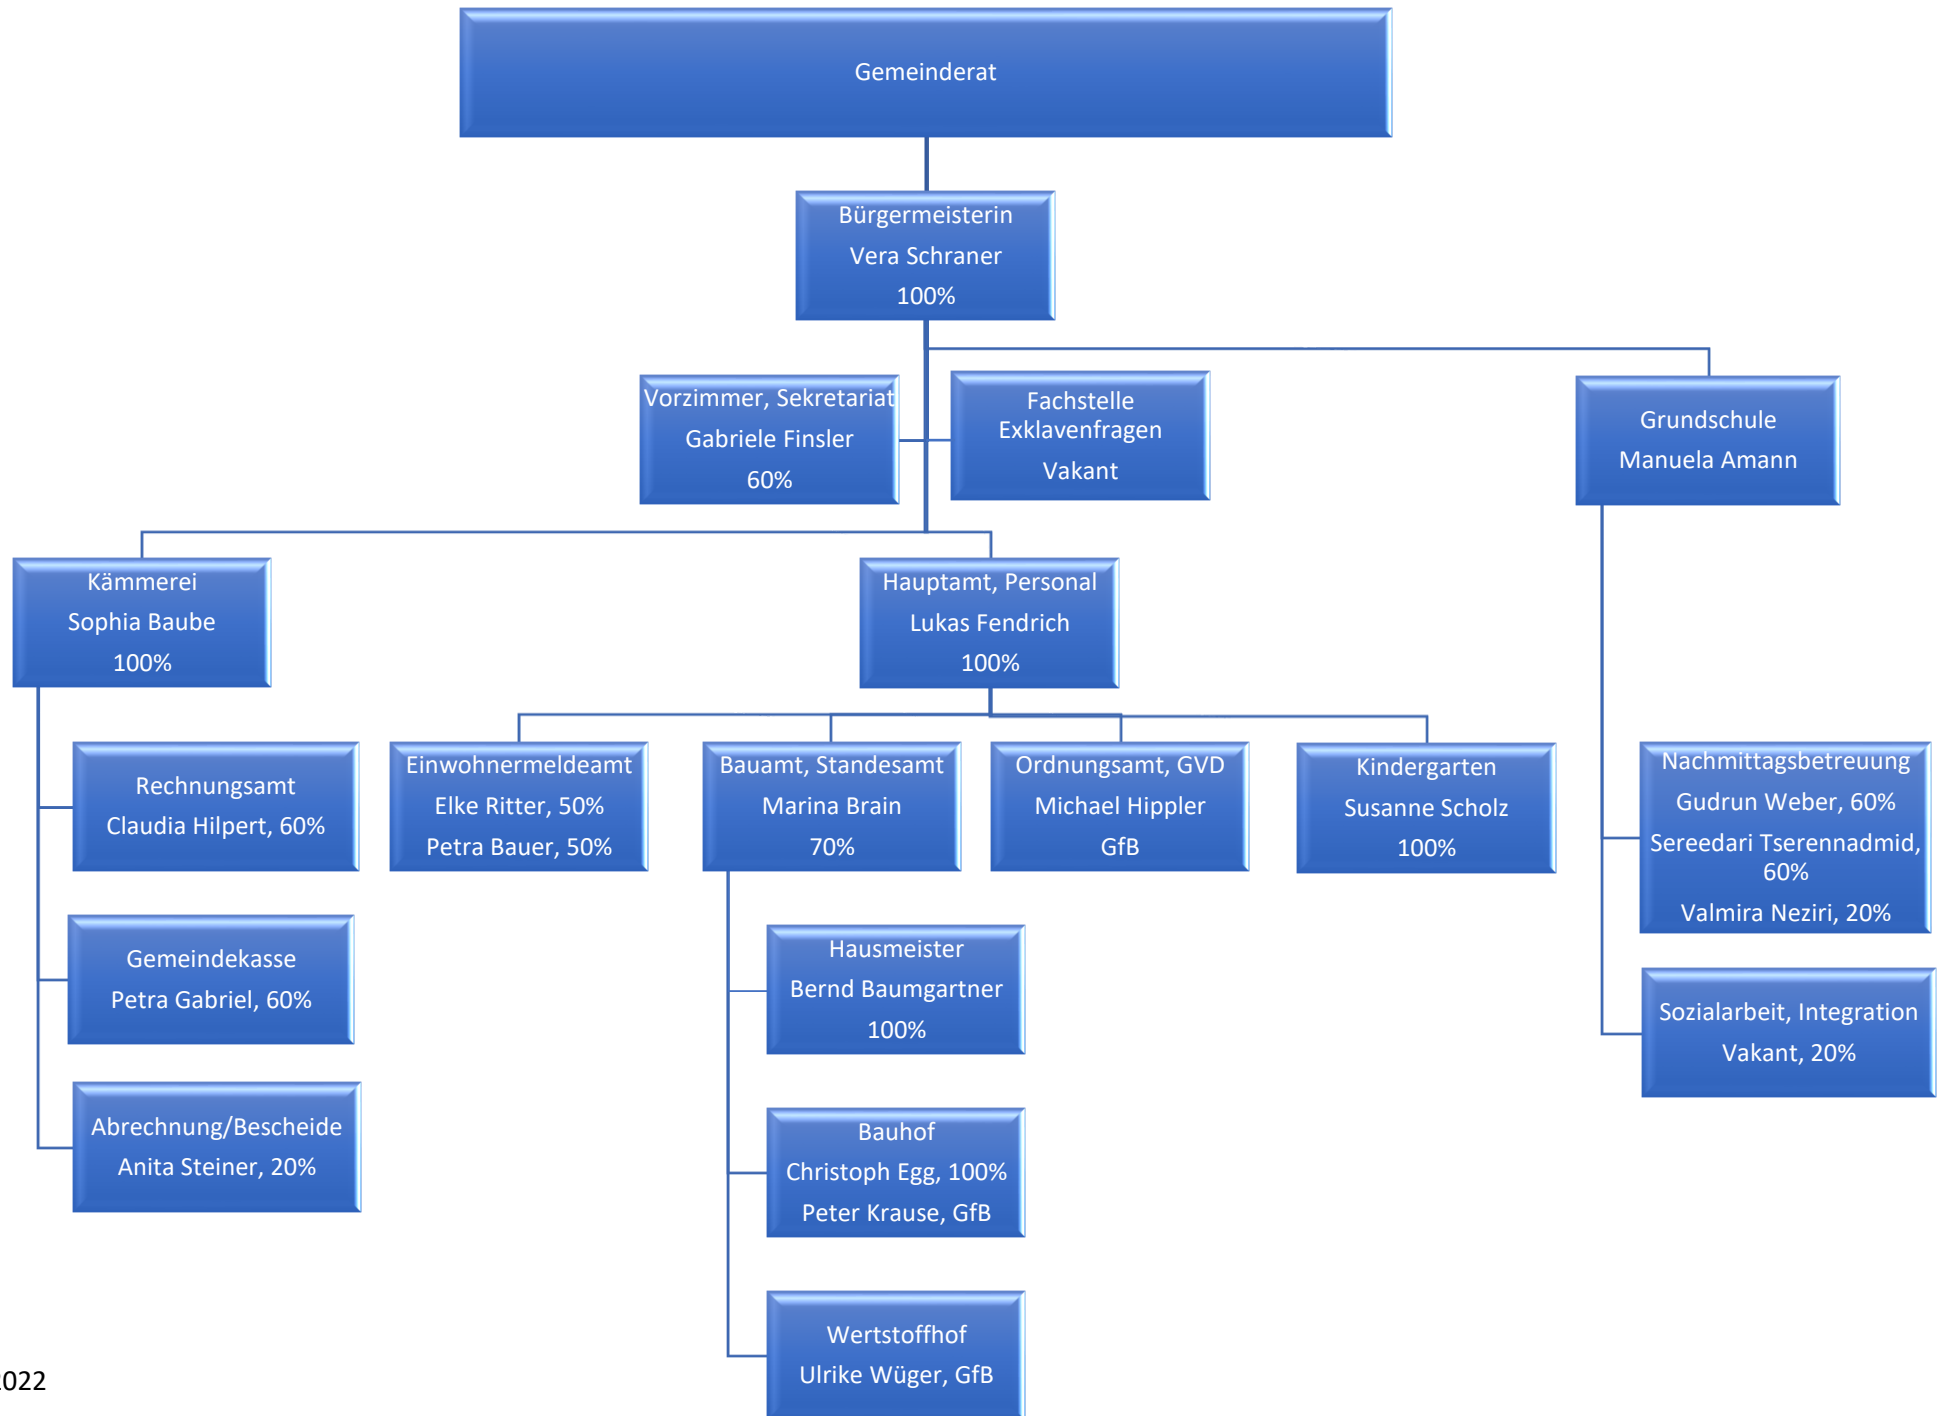 Gemeinderat
Bürgermeisterin
Vera Schraner
100%
Vorzimmer, Sekretariat
Gabriele Finsler
60%
Fachstelle
Exklavenfragen
Vakant
Grundschule
Manuela Amann
Kämmerei
Sophia Baube
100%
Hauptamt, Personal
Lukas Fendrich
100%
Rechnungsamt
Claudia Hilpert, 60%
Gemeindekasse
Petra Gabriel, 60%
Abrechnung/Bescheide
Anita Steiner, 20%
Einwohnermeldeamt
Elke Ritter, 50%
Petra Bauer, 50%
Bauamt, Standesamt
Marina Brain
70%
Ordnungsamt, GVD
Michael Hippler
GfB
Kindergarten
Susanne Scholz
100%
Hausmeister
Bernd Baumgartner
100%
Bauhof
Christoph Egg, 100%
Peter Krause, GfB
Wertstoffhof
Ulrike Wüger, GfB
Nachmittagsbetreuung
Gudrun Weber, 60%
Sereedari Tserennadmid,
60%
Valmira Neziri, 20%
Sozialarbeit, Integration
Vakant, 20%